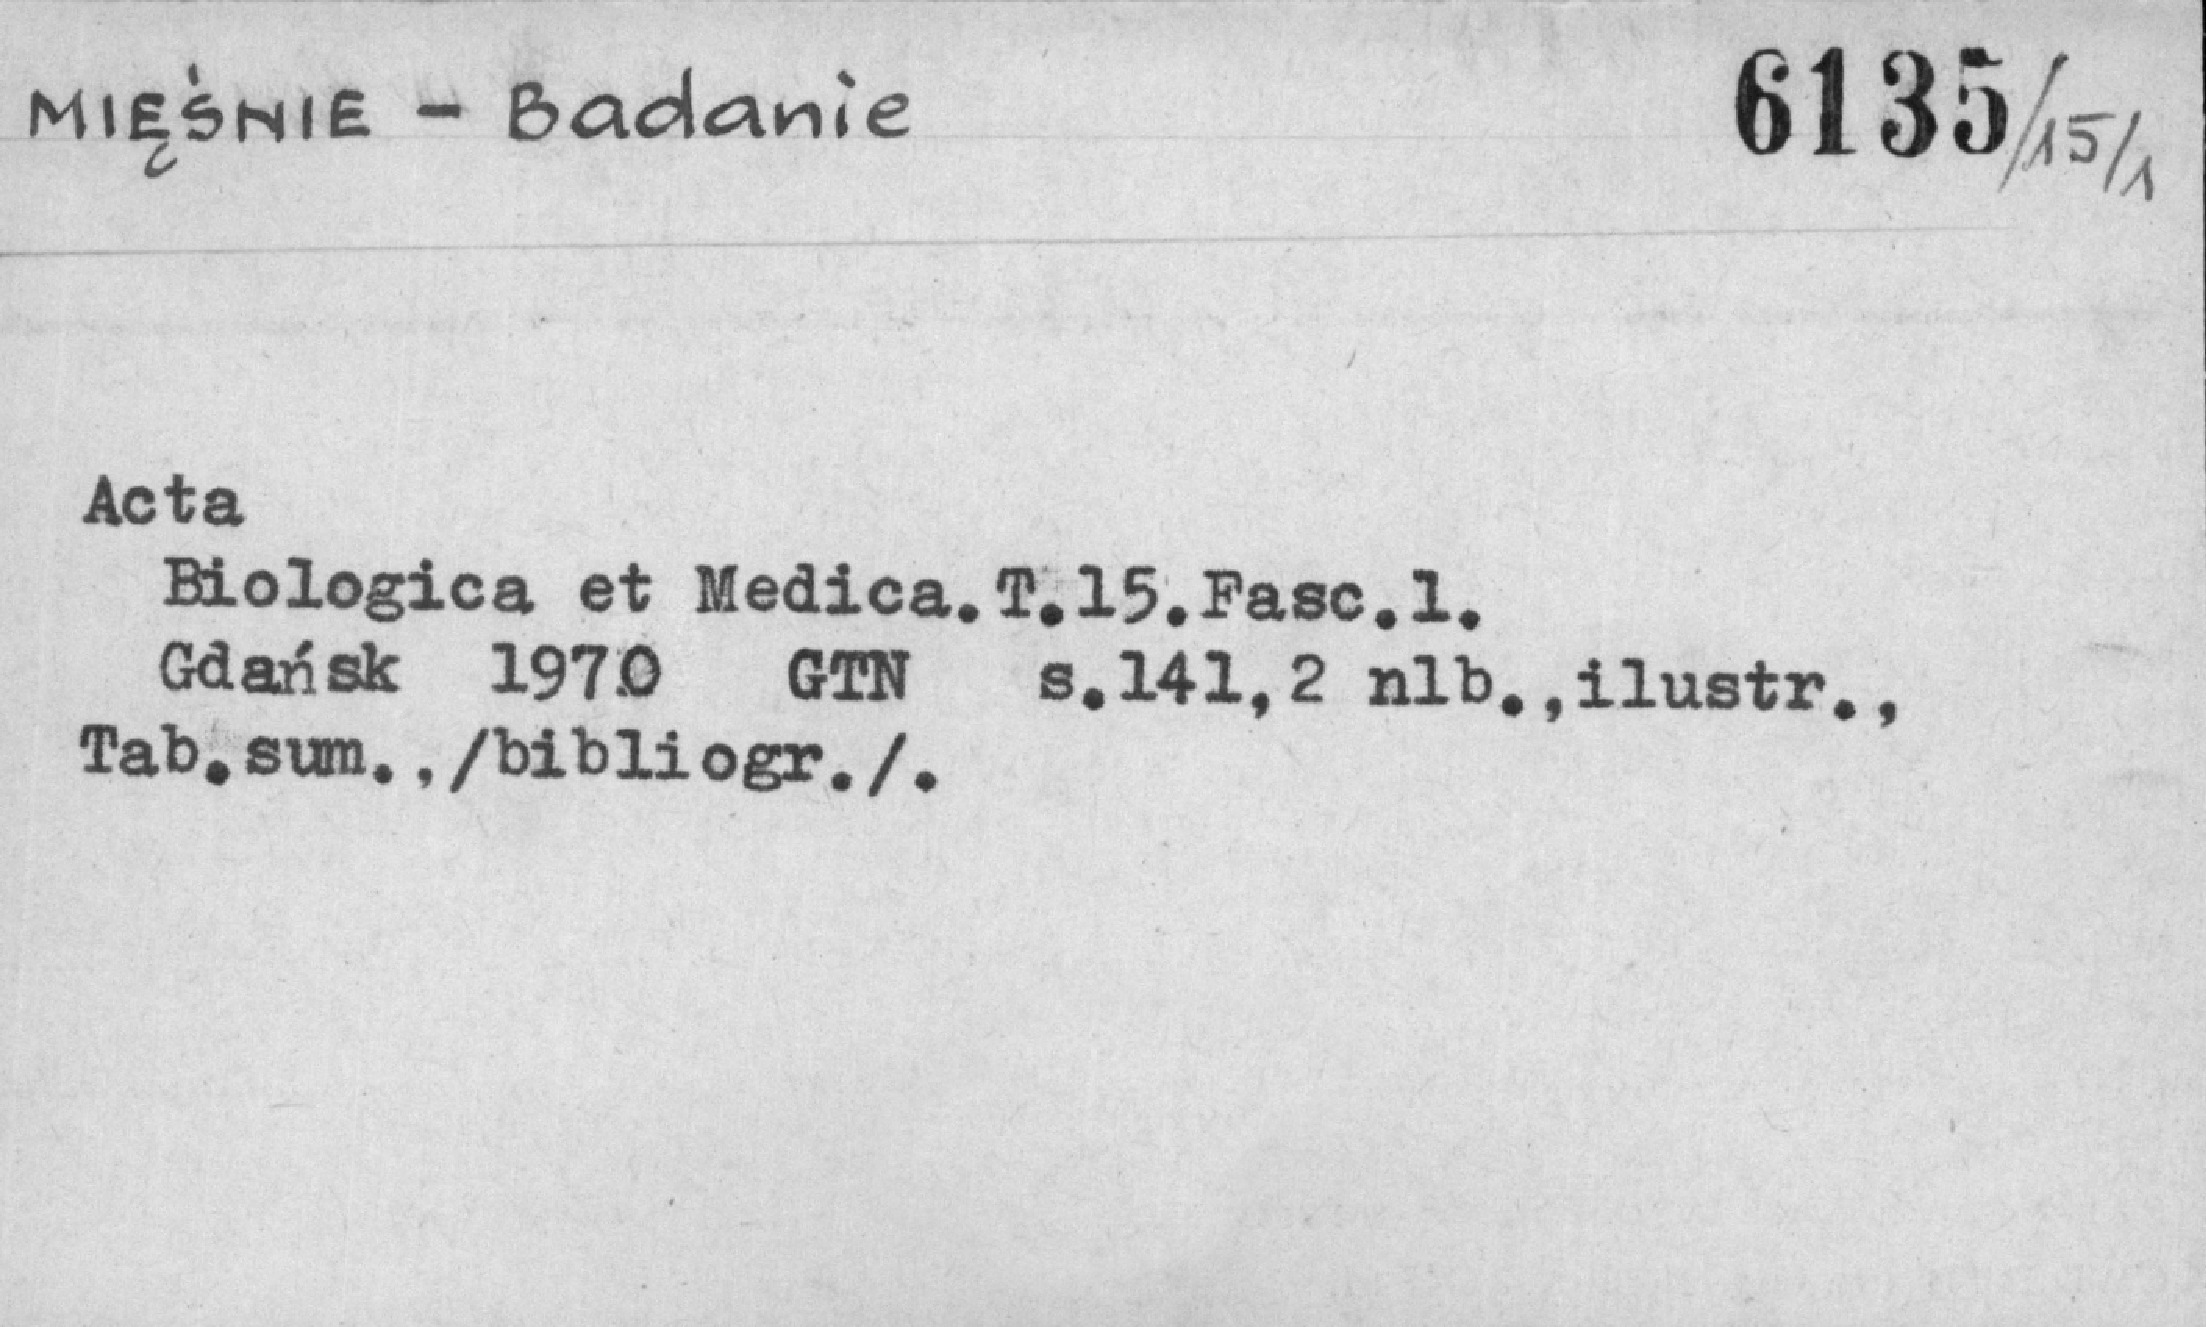 MIĘŚNIE - Badanie 6135/15/1
Acta
Biologica et Medica.T.15.Fasc.1.
Gdańsk 1970 GTN s.141,2 nlb.,ilustr.,
Tab.sum.,/bibliogr./.